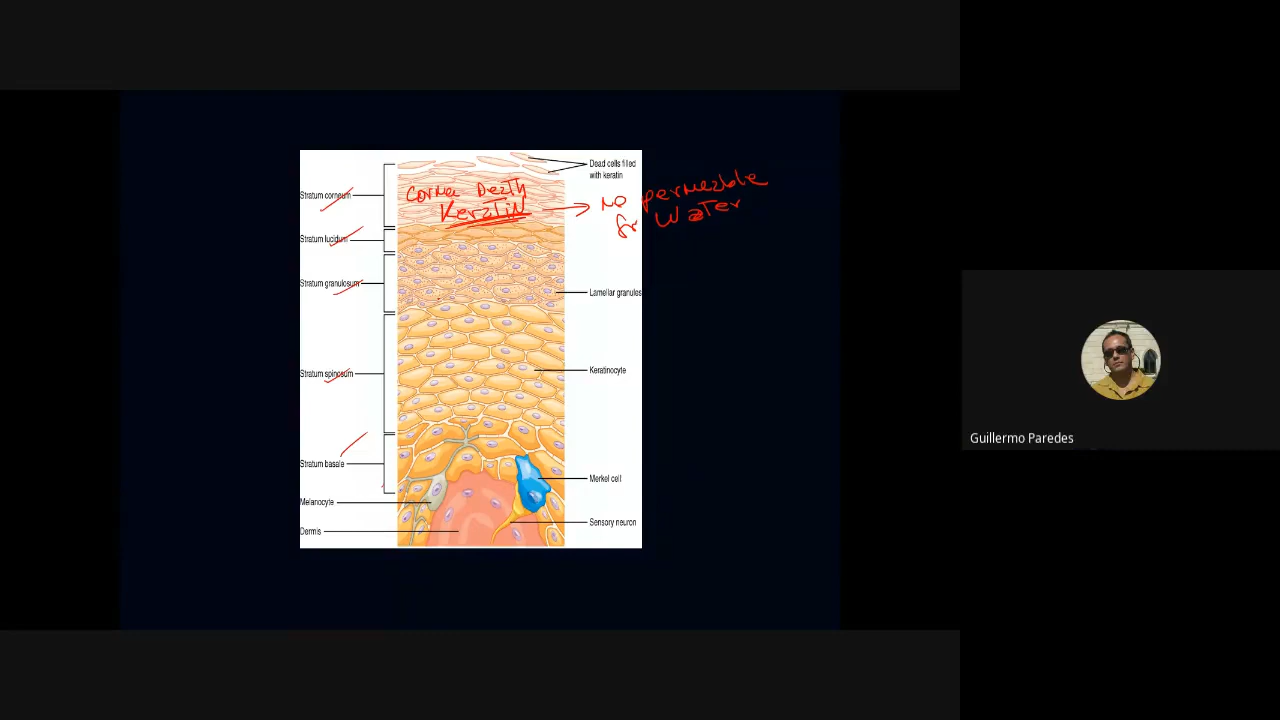 Dead cells filled
with keratin
Stratum corneum
Corneal Death
Keratin
no permeable
for Water
Stratum lucidum
Stratum granulosum
Lamellar granules
Stratum spinosum
Keratinocyte
Stratum basale
Merkel cell
Melanocyte
Sensory neuron
Dermis
Guillermo Paredes